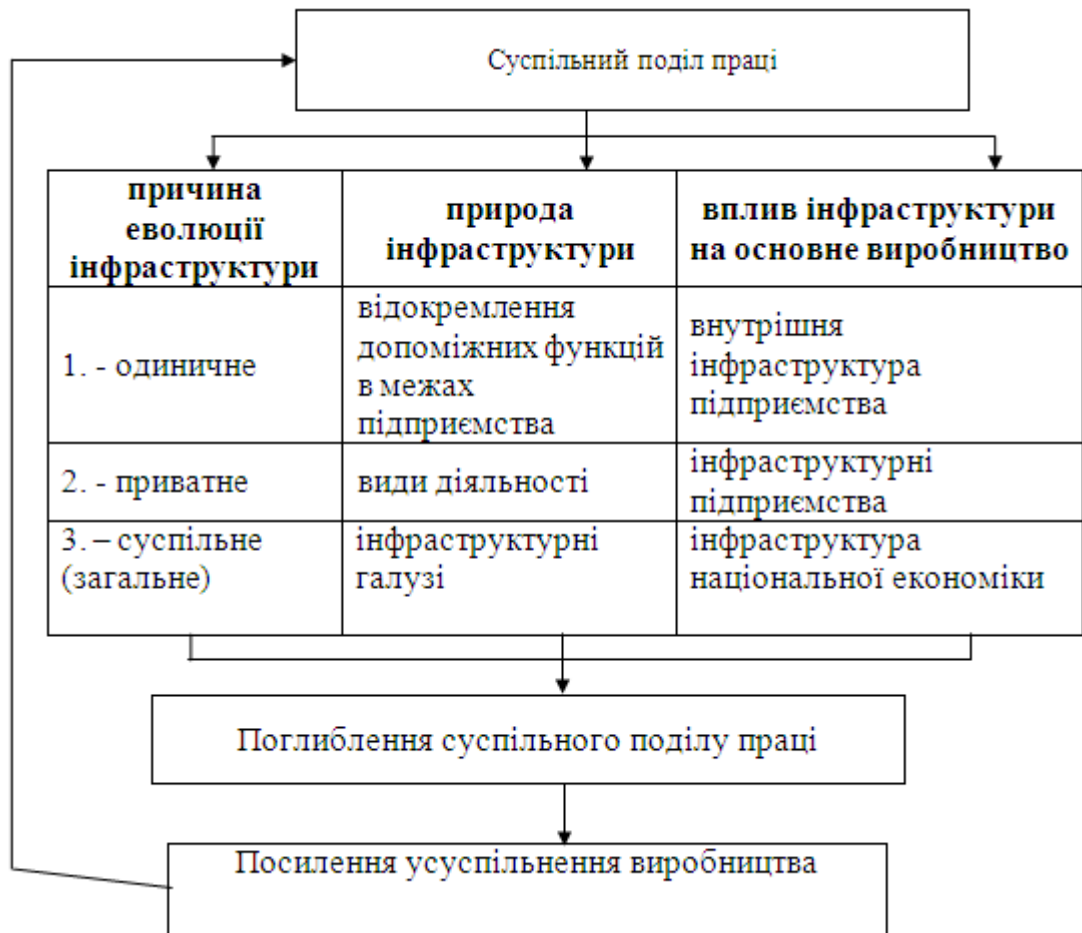 Суспільний поділ праці
причина
еволюції
інфраструктури
природа
інфраструктури
вплив інфраструктури
на основне виробництво
1. - одиничне
відокремлення
допоміжних функцій
в межах
підприємства
внутрішня
інфраструктура
підприємства
2. - приватне
види діяльності
інфраструктурні
підприємства
3. – суспільне
(загальне)
інфраструктурні
галузі
інфраструктура
національної економіки
Поглиблення суспільного поділу праці
Посилення усуспільнення виробництва